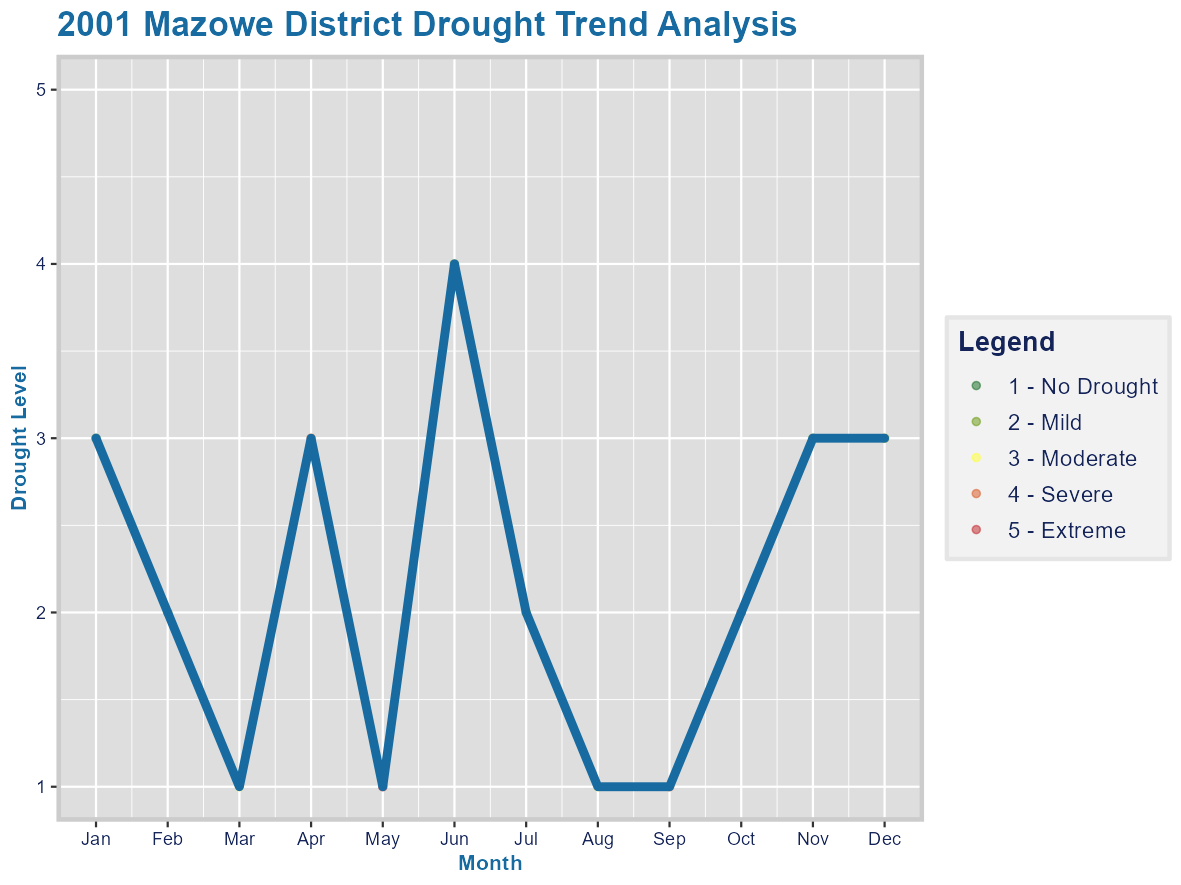 2001 Mazowe District Drought Trend Analysis
5
4
3
2
1
Drought Level
Jan Feb Mar Apr May Jun Jul Aug Sep Oct Nov Dec
Month
Legend
1 - No Drought
2 - Mild
3 - Moderate
4 - Severe
5 - Extreme